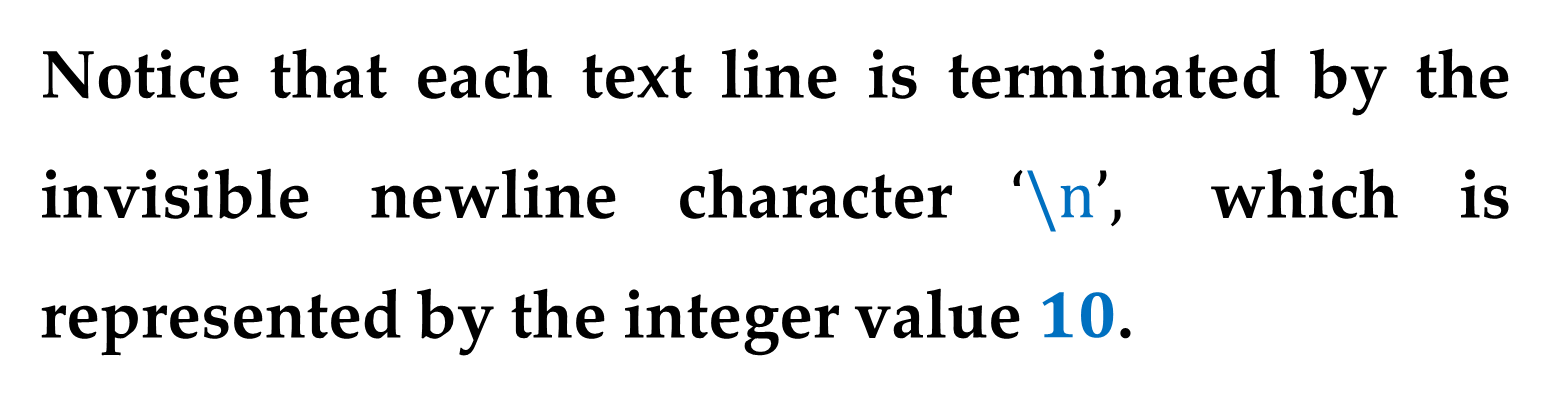 Notice that each text line is terminated by the
invisible newline character ‘\n’, which is
represented by the integer value 10.